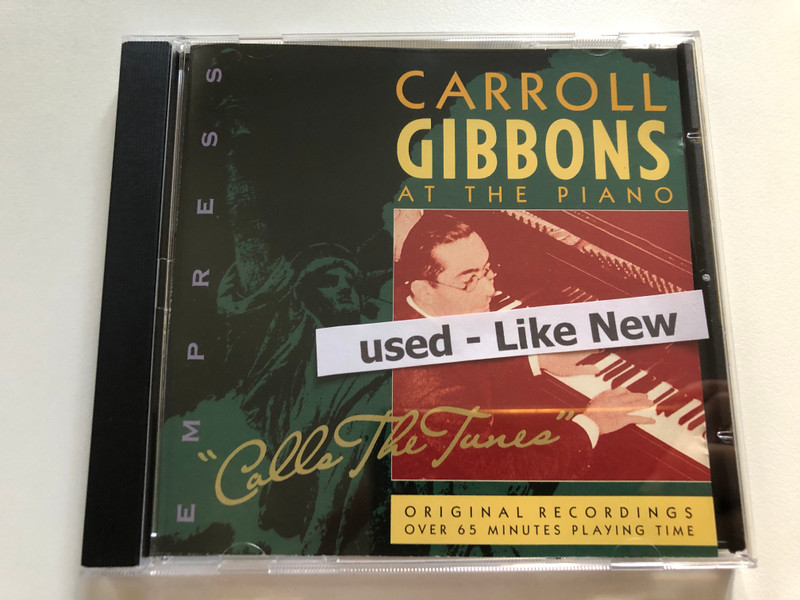 EMPRESS
CARROLL
GIBBONS
AT THE PIANO
used - Like New
"Calls The Tunes"
ORIGINAL RECORDINGS
OVER 65 MINUTES PLAYING TIME